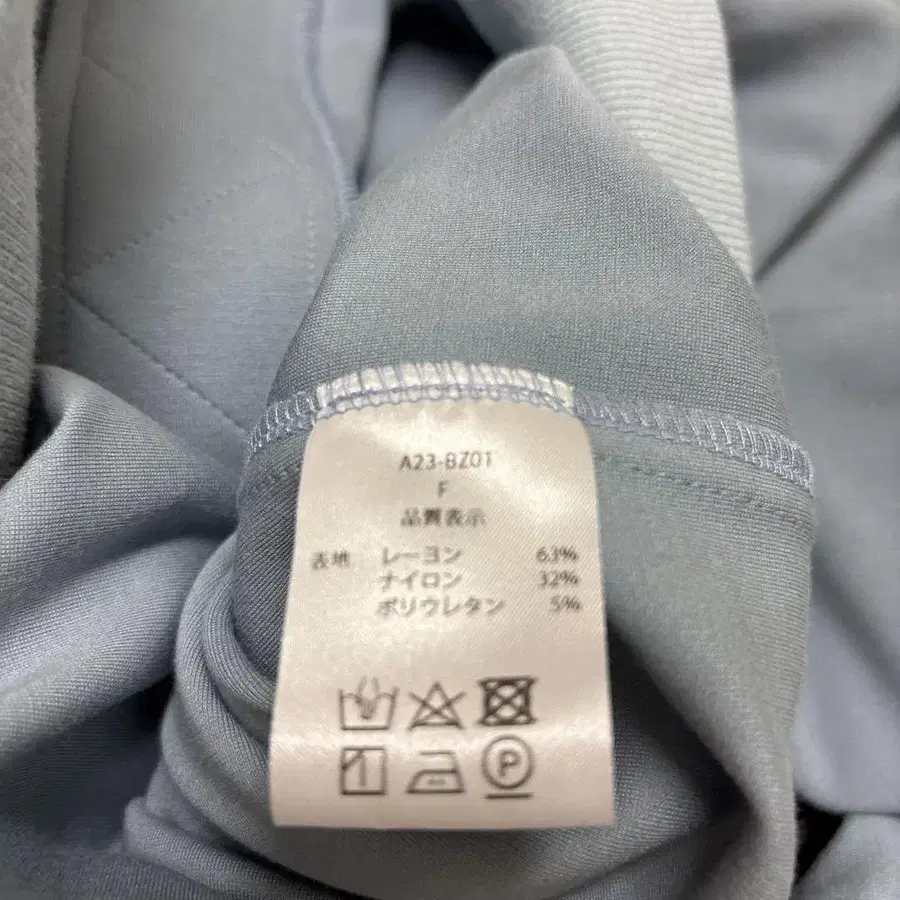 A23-BZ01
F
品質表示
表地 レーヨン 63%
ナイロン 32%
ポリウレタン 5%
P